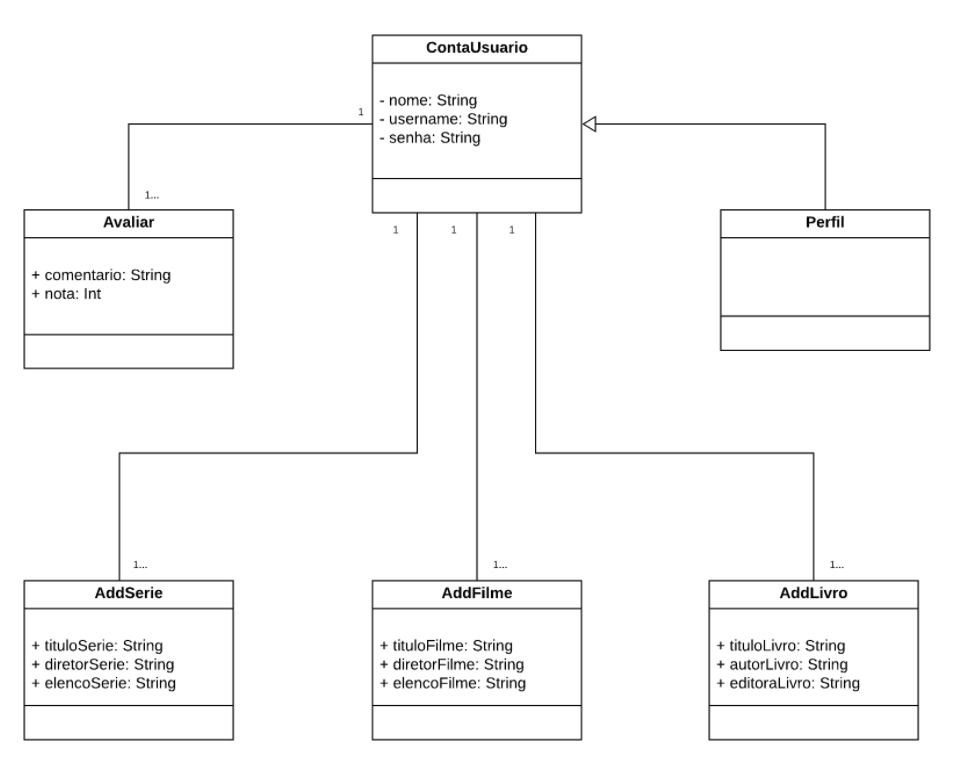 ContaUsuario
- nome: String
- username: String
- senha: String
1
1...
Avaliar
+ comentario: String
+ nota: Int
Perfil
1
1
1
1...
1...
1...
AddSerie
+ tituloSerie: String
+ diretorSerie: String
+ elencoSerie: String
AddFilme
+ tituloFilme: String
+ diretorFilme: String
+ elencoFilme: String
AddLivro
+ tituloLivro: String
+ autorLivro: String
+ editoraLivro: String